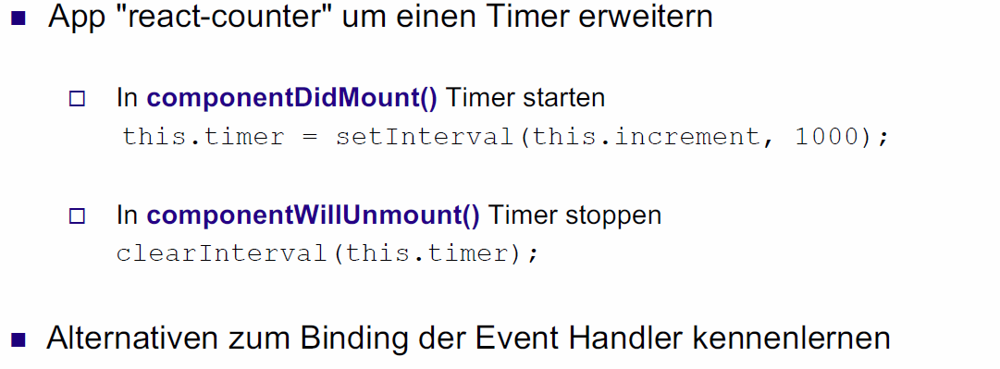 App "react-counter" um einen Timer erweitern
In componentDidMount() Timer starten
this.timer = setInterval(this.increment, 1000);
In componentWillUnmount() Timer stoppen
clearInterval(this.timer);
Alternativen zum Binding der Event Handler kennenlernen